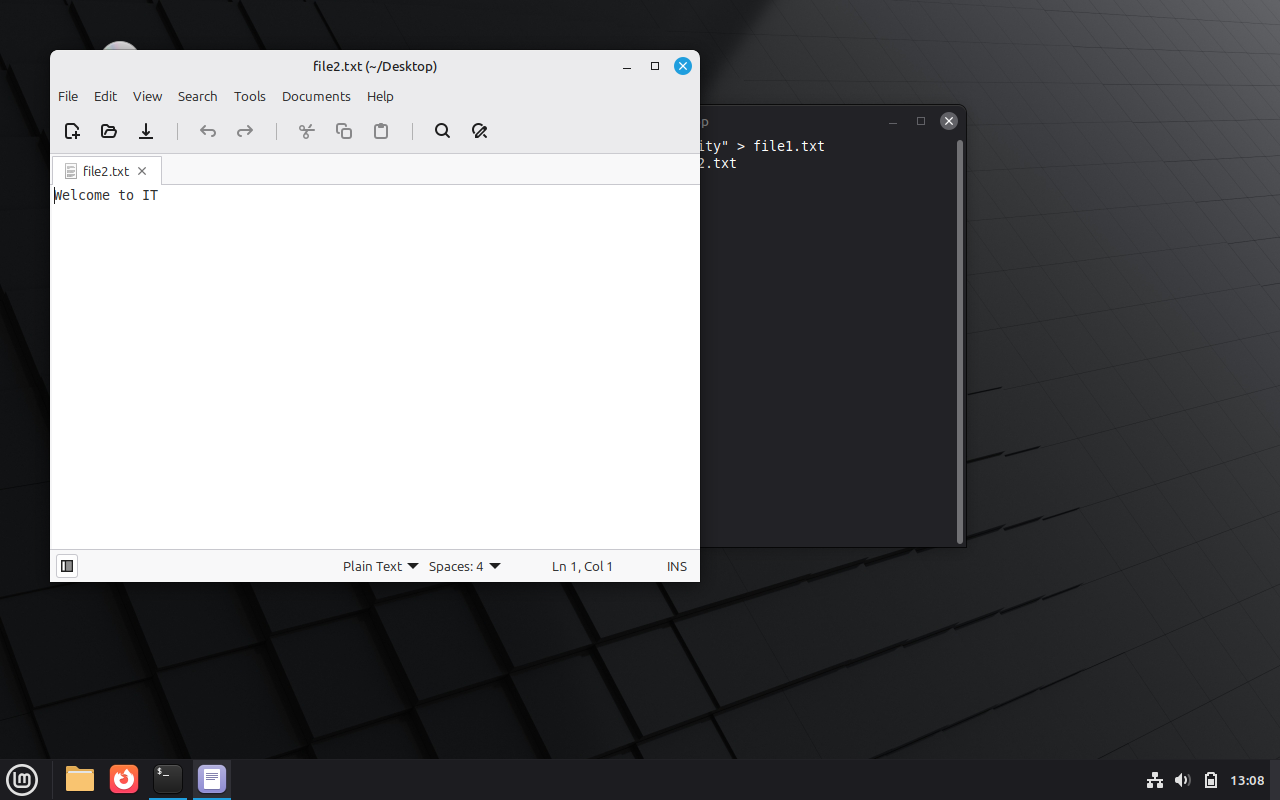 file2.txt (~/Desktop)
File Edit View Search Tools Documents Help
file2.txt
Welcome to IT
Plain Text Spaces: 4 Ln 1, Col 1 INS
p
ity" > file1.txt
2.txt
$_
13:08